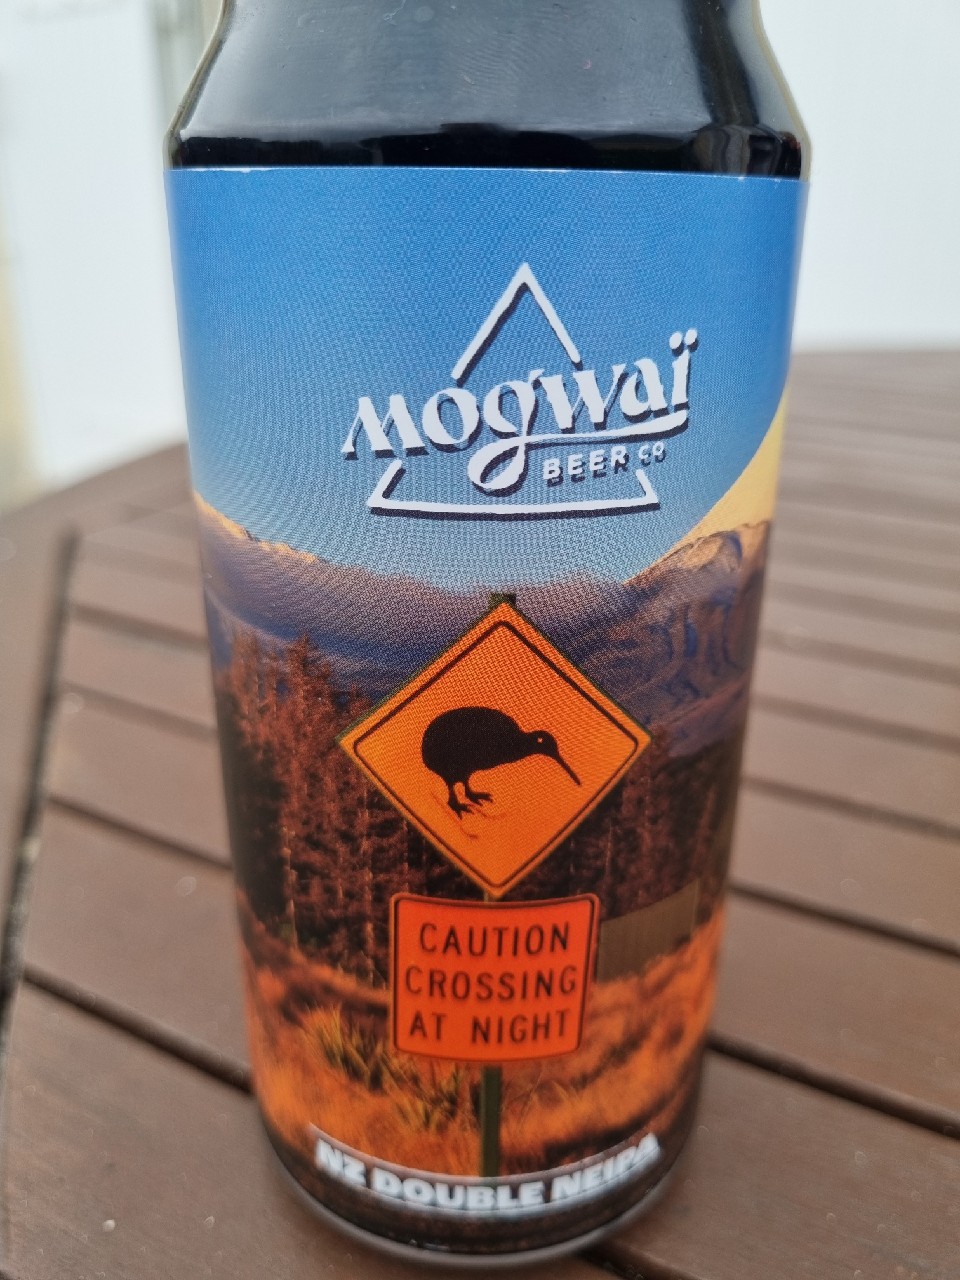 mogwaï
BEER CO
CAUTION
CROSSING
AT NIGHT
NZ DOUBLE NEIPA